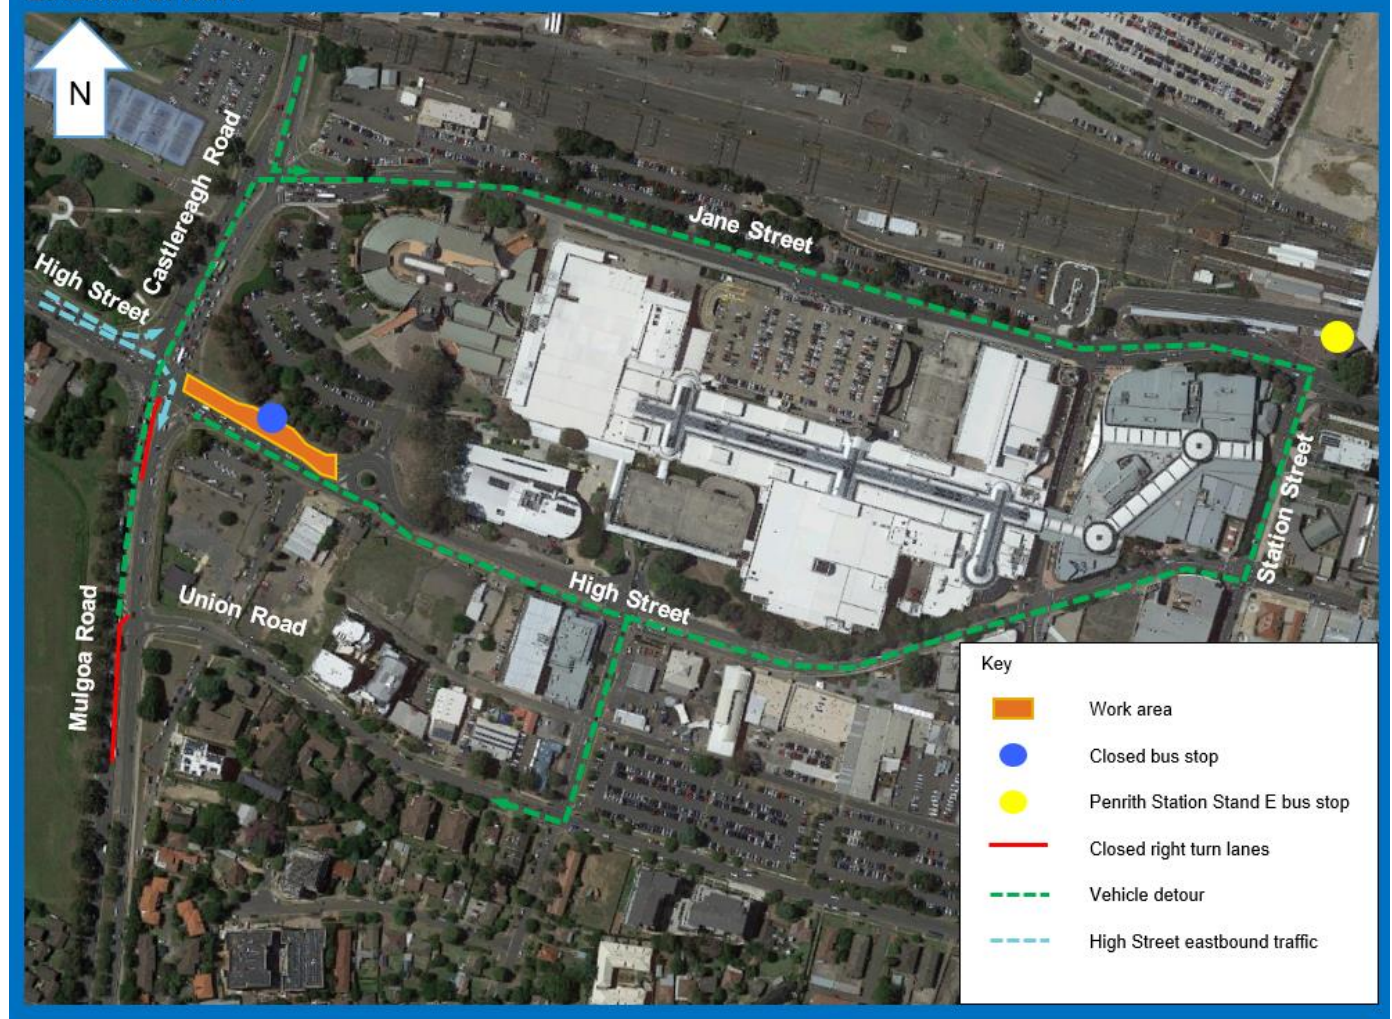 N
Castlereagh Road
High Street
Jane Street
Station Street
High Street
Union Road
Mulgoa Road
Key
Work area
Closed bus stop
Penrith Station Stand E bus stop
Closed right turn lanes
Vehicle detour
High Street eastbound traffic